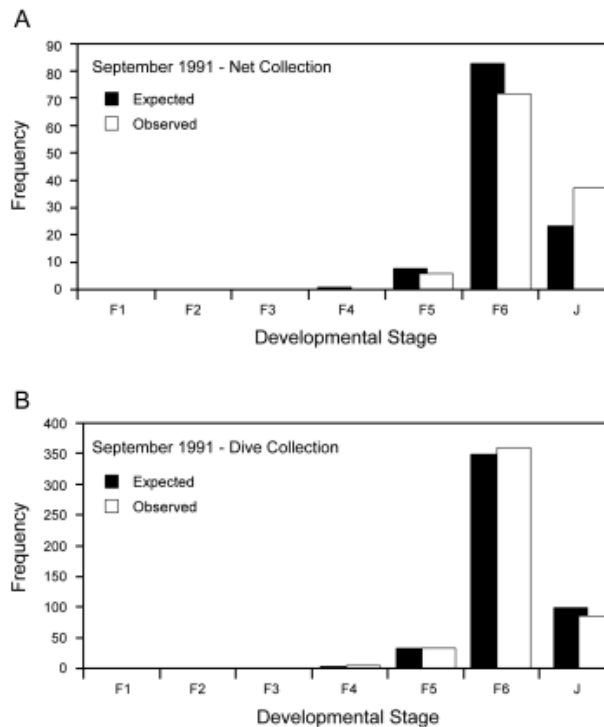 A
September 1991 - Net Collection
Expected
Observed
Frequency
90
80
70
60
50
40
30
20
10
0
F1 F2 F3 F4 F5 F6 J
Developmental Stage
B
September 1991 - Dive Collection
Expected
Observed
Frequency
400
350
300
250
200
150
100
50
0
F1 F2 F3 F4 F5 F6 J
Developmental Stage